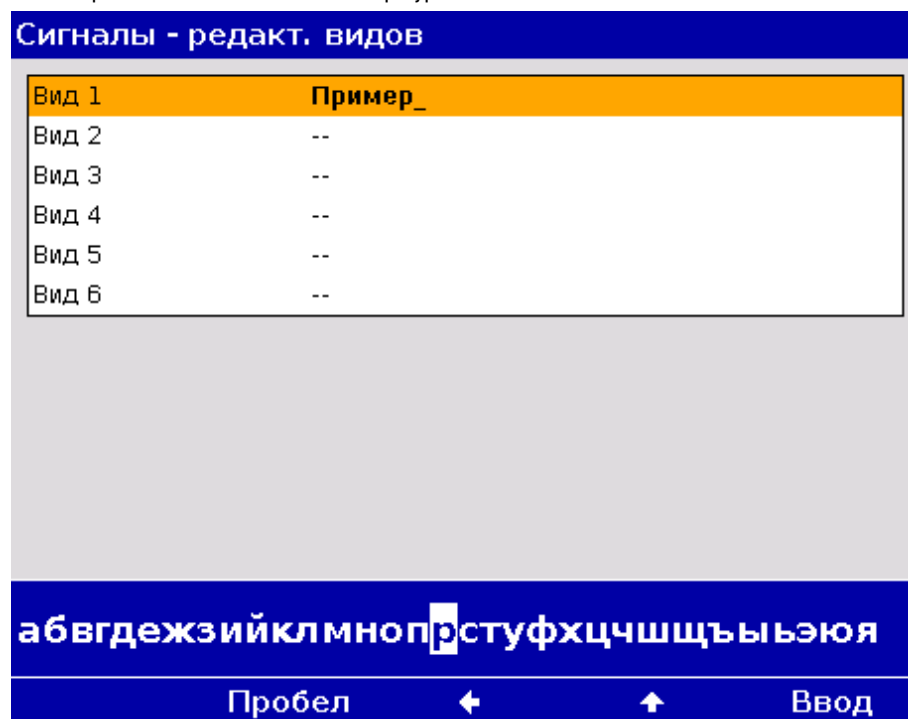 Сигналы - редакт. видов
Вид 1 Пример_
Вид 2 --
Вид 3 --
Вид 4 --
Вид 5 --
Вид 6 --
абвгдежзийклмнопрстуфхцчшщъыьэюя
Пробел ← ↑ Ввод